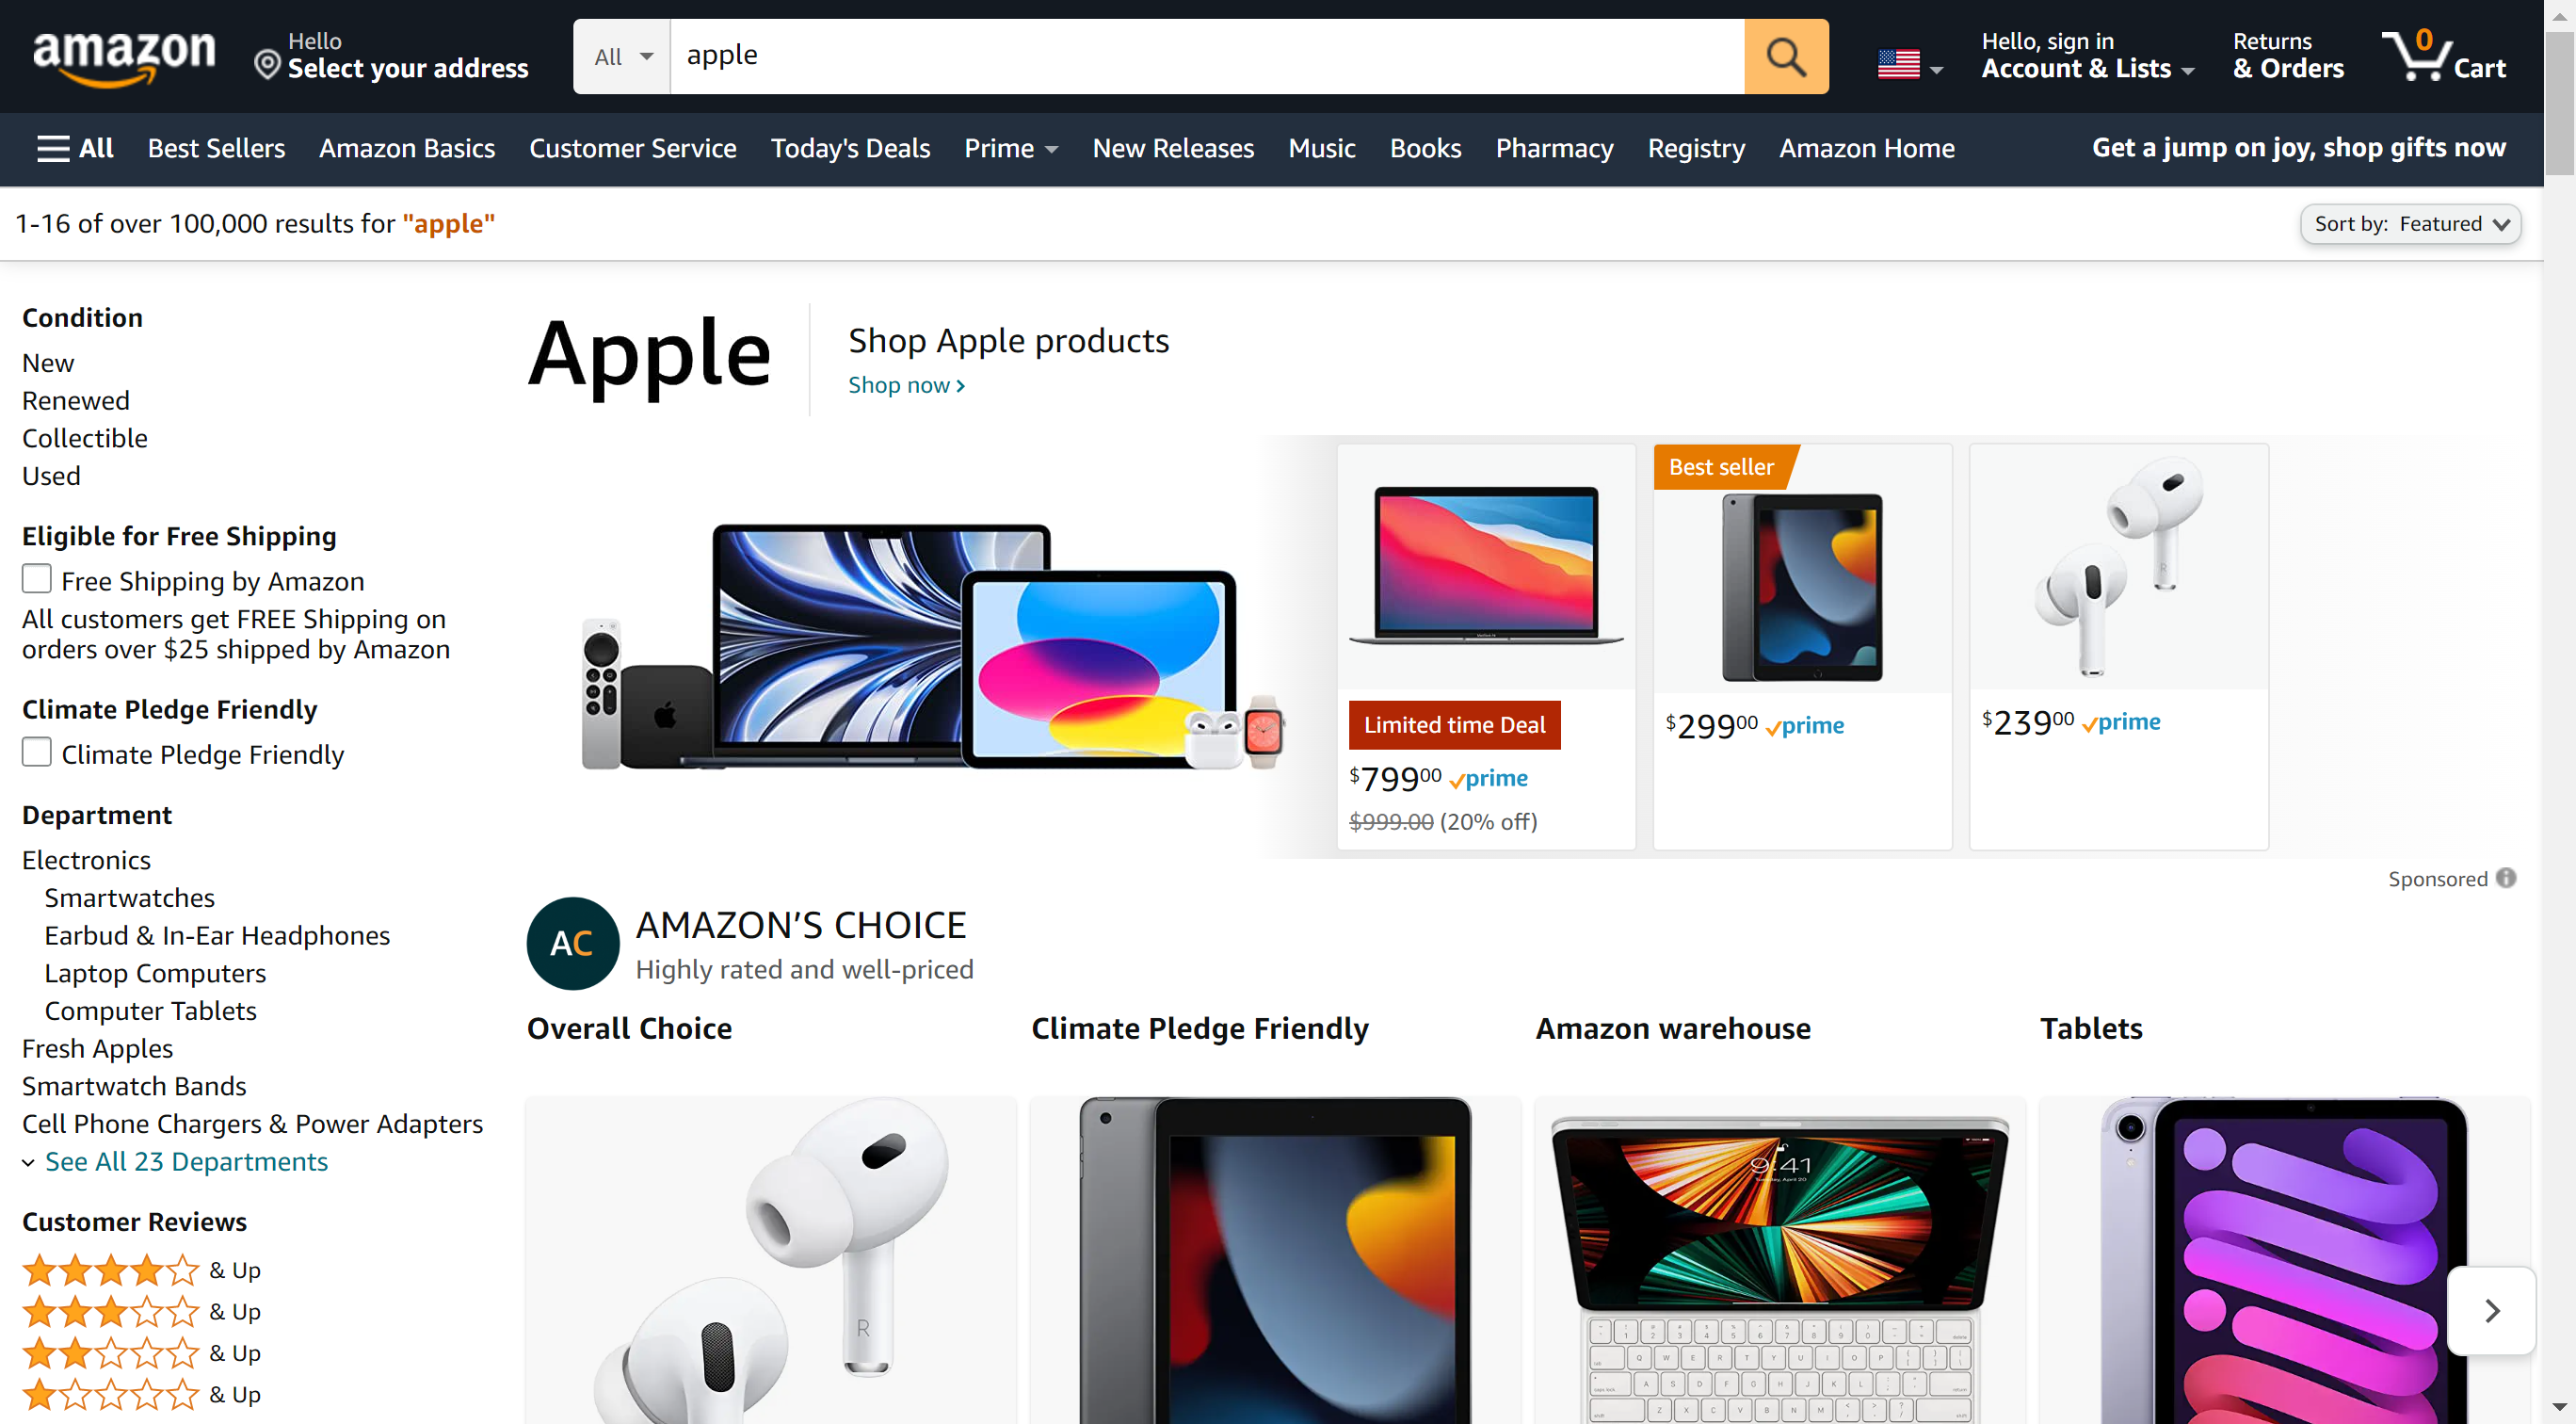 amazon
Hello
Select your address
All
apple
Hello, sign in
Account & Lists
Returns
& Orders
0
Cart
All
Best Sellers
Amazon Basics
Customer Service
Today's Deals
Prime
New Releases
Music
Books
Pharmacy
Registry
Amazon Home
Get a jump on joy, shop gifts now
1-16 of over 100,000 results for "apple"
Sort by: Featured
Condition
New
Renewed
Collectible
Used
Eligible for Free Shipping
Free Shipping by Amazon
All customers get FREE Shipping on
orders over $25 shipped by Amazon
Climate Pledge Friendly
Climate Pledge Friendly
Department
Electronics
Smartwatches
Earbud & In-Ear Headphones
Laptop Computers
Computer Tablets
Fresh Apples
Smartwatch Bands
Cell Phone Chargers & Power Adapters
See All 23 Departments
Customer Reviews
& Up
& Up
& Up
& Up
Apple
Shop Apple products
Shop now
Limited time Deal
$799.00 prime
$999.00 (20% off)
Best seller
$299.00 prime
$239.00 prime
Sponsored
AC
AMAZON'S CHOICE
Highly rated and well-priced
Overall Choice
Climate Pledge Friendly
Amazon warehouse
Tablets
R
9:41
Tuesday, April 20